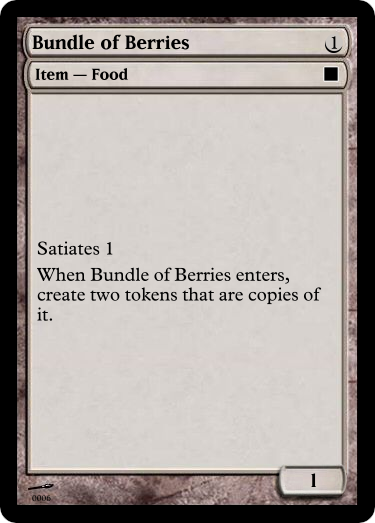 Bundle of Berries 1
Item — Food
Satiates 1
When Bundle of Berries enters,
create two tokens that are copies of
it.
1
0006